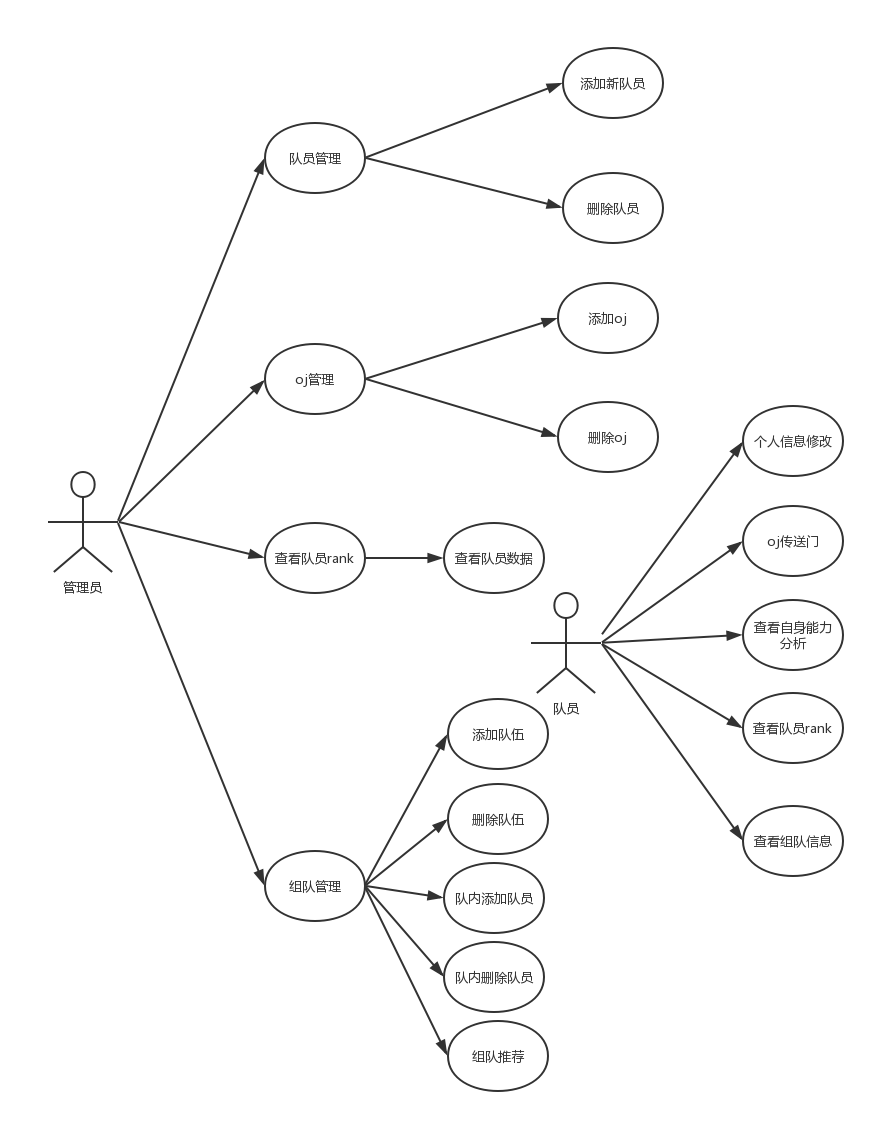 添加新队员
队员管理
删除队员
添加oj
oj管理
删除oj
个人信息修改
oj传送门
查看队员rank
查看队员数据
管理员
查看自身能力
分析
队员
查看队员rank
添加队伍
删除队伍
查看组队信息
组队管理
队内添加队员
队内删除队员
组队推荐